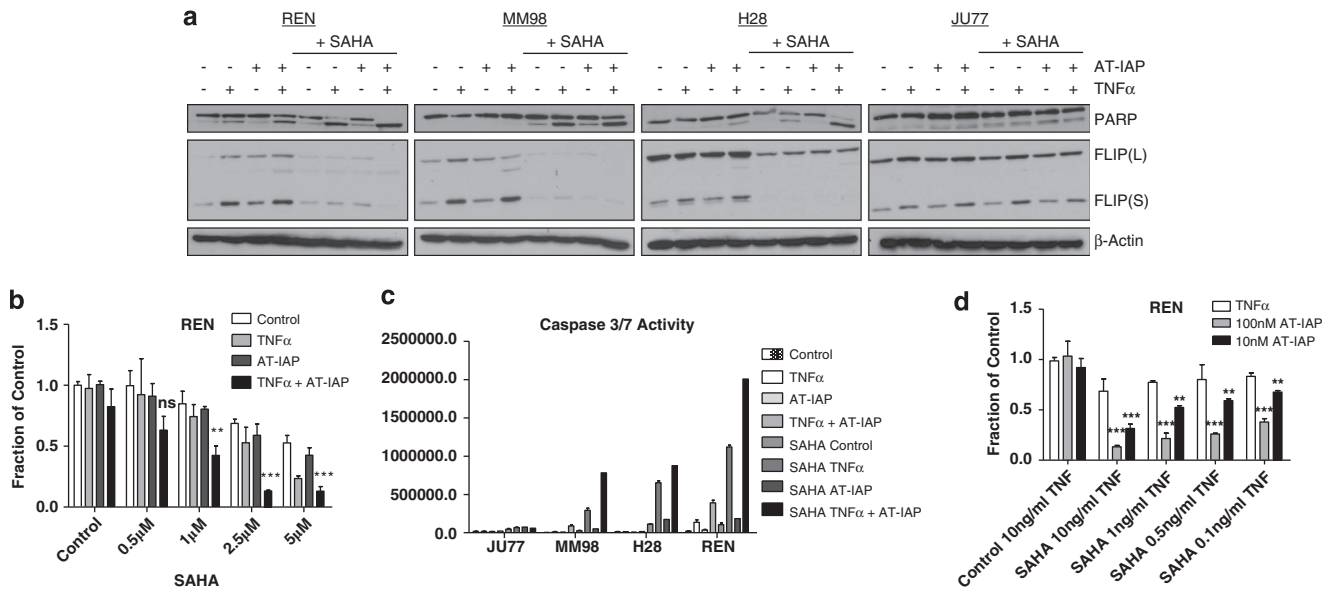 a
REN MM98 H28 JU77
+ SAHA + SAHA + SAHA + SAHA
- - + + - - + + - - + + - - + + - - + + - - + + - - + + - - + + AT-IAP
- + - + - + - + - + - + - + - + - + - + - + - + - + - + - + - + TNFα
PARP
FLIP(L)
FLIP(S)
β-Actin
b
REN
Control
TNFα
AT-IAP
TNFα + AT-IAP
Fraction of Control
1.5
1.0
0.5
0.0
ns
**
***
***
Control 0.5µM 1µM 2.5µM 5µM
SAHA
c
Caspase 3/7 Activity
2500000.0
2000000.0
1500000.0
1000000.0
500000.0
0.0
JU77 MM98 H28 REN
Control
TNFα
AT-IAP
TNFα + AT-IAP
SAHA Control
SAHA TNFα
SAHA AT-IAP
SAHA TNFα + AT-IAP
d
REN
TNFα
100nM AT-IAP
10nM AT-IAP
Fraction of Control
1.5
1.0
0.5
0.0
*** *** *** ** *** ** *** **
Control 10ng/ml TNF
SAHA 10ng/ml TNF
SAHA 1ng/ml TNF
SAHA 0.5ng/ml TNF
SAHA 0.1ng/ml TNF